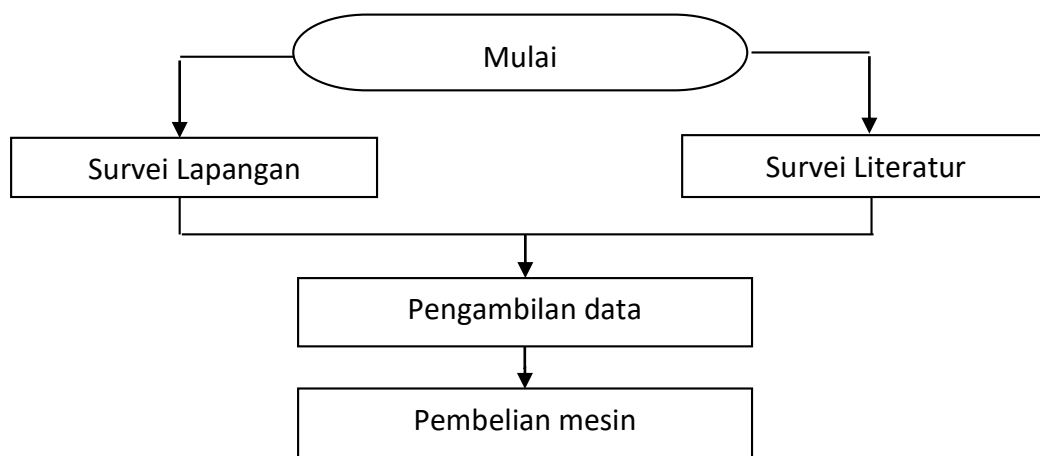 Mulai
Survei Lapangan
Survei Literatur
Pengambilan data
Pembelian mesin